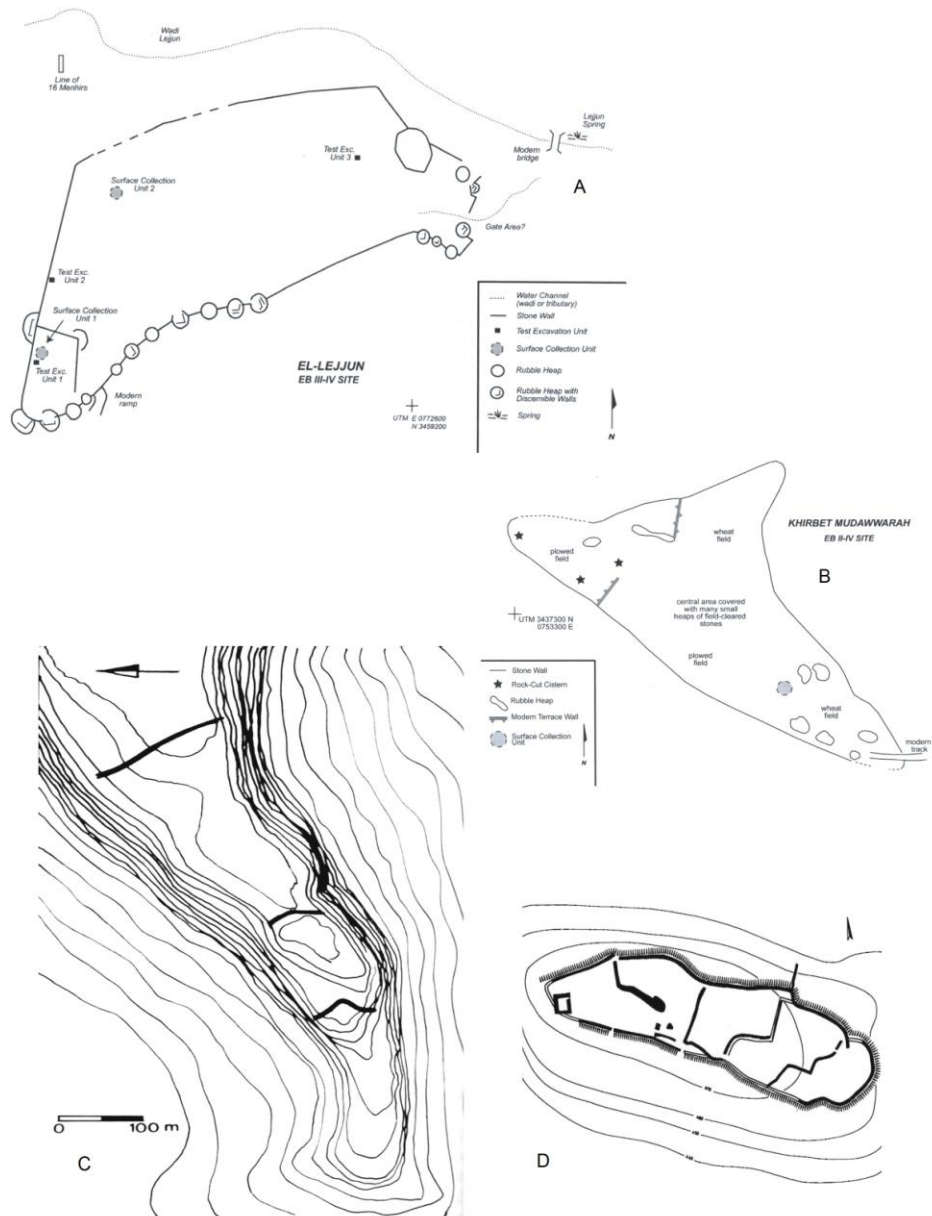 Wadi
Lejjun
Line of
16 Menhirs
Lejjun
Spring
Modern
bridge
A
Test Exc.
Unit 3
Surface Collection
Unit 2
Gate Area?
Test Exc.
Unit 2
Surface Collection
Unit 1
Test Exc.
Unit 1
Modern
ramp
EL-LEJJUN
EB III-IV SITE
UTM E 0772600
N 3459200
Water Channel
(wadi or tributary)
Stone Wall
Test Excavation Unit
Surface Collection Unit
Rubble Heap
Rubble Heap with
Discernible Walls
Spring
N
KHIRBET MUDAWWARAH
EB II-IV SITE
B
plowed
field
wheat
field
central area covered
with many small
heaps of field-cleared
stones
UTM 3437300 N
0753300 E
plowed
field
wheat
field
modern
track
Stone Wall
Rock-Cut Cistern
Rubble Heap
Modern Terrace Wall
Surface Collection
Unit
N
0 100 m
C
D